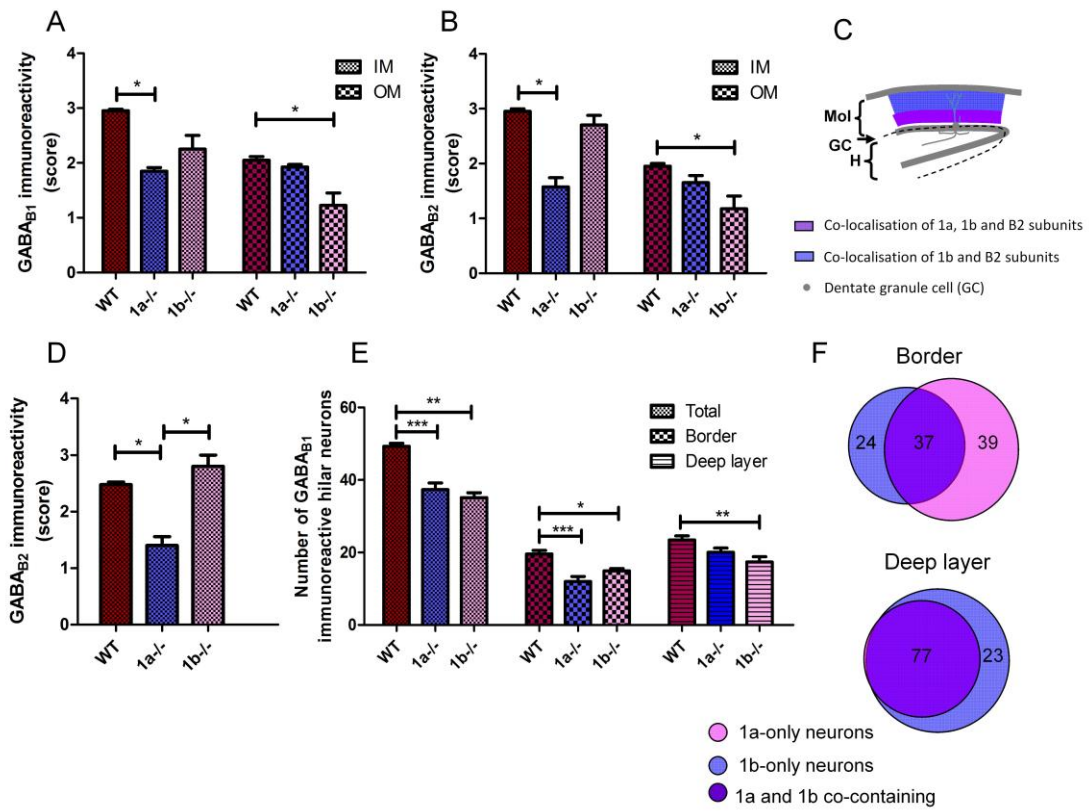 A
GABAB1 immunoreactivity
(score)
4
3
2
1
0
*
*
IM
OM
WT
1a-/-
1b-/-
WT
1a-/-
1b-/-
B
GABAB2 immunoreactivity
(score)
4
3
2
1
0
*
*
IM
OM
WT
1a-/-
1b-/-
WT
1a-/-
1b-/-
C
Mol
GC
H
Co-localisation of 1a, 1b and B2 subunits
Co-localisation of 1b and B2 subunits
Dentate granule cell (GC)
D
GABAB2 immunoreactivity
(score)
4
3
2
1
0
*
*
WT
1a-/-
1b-/-
E
Number of GABAB1
immunoreactive hilar neurons
60
40
20
0
**
***
*
***
**
Total
Border
Deep layer
WT
1a-/-
1b-/-
WT
1a-/-
1b-/-
WT
1a-/-
1b-/-
F
Border
24
37
39
Deep layer
77
23
1a-only neurons
1b-only neurons
1a and 1b co-containing